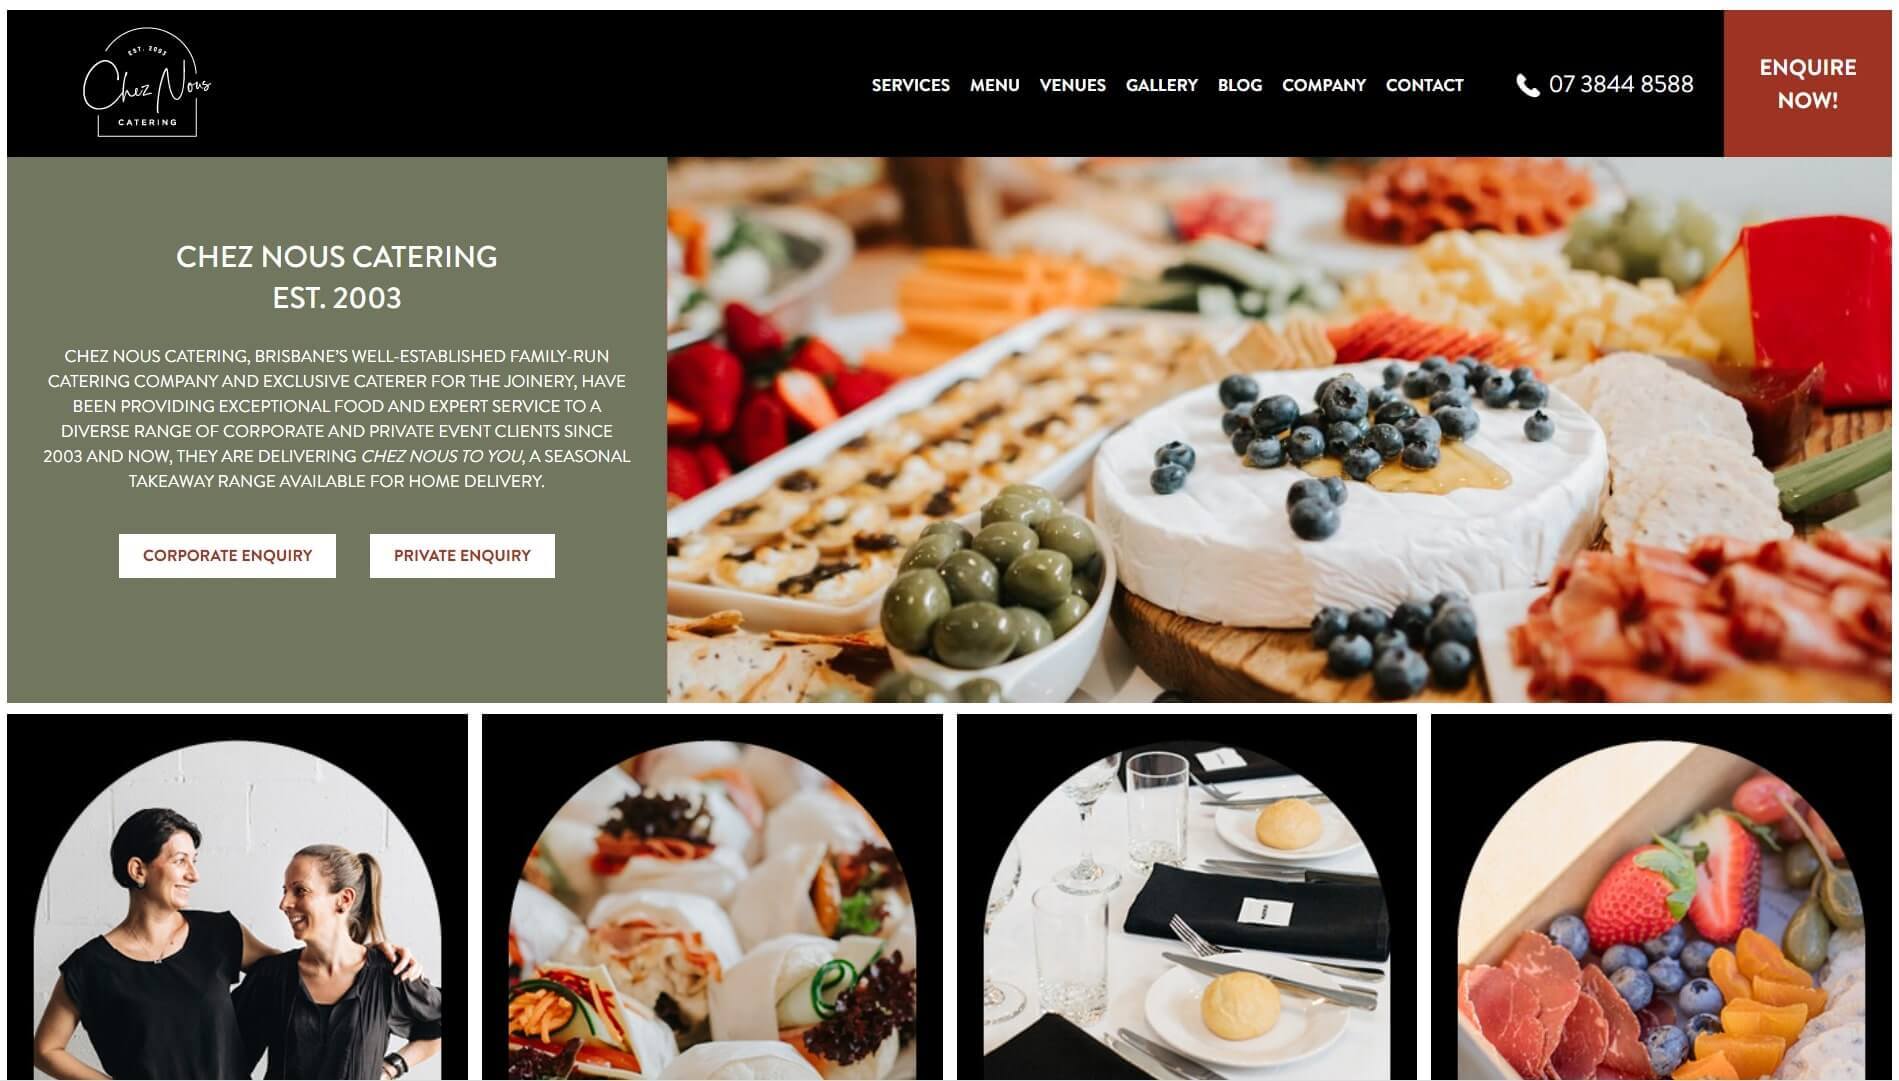 EST. 2003
Chez Nous
CATERING
SERVICES MENU VENUES GALLERY BLOG COMPANY CONTACT 07 3844 8588
ENQUIRE
NOW!
CHEZ NOUS CATERING
EST. 2003
CHEZ NOUS CATERING, BRISBANE’S WELL-ESTABLISHED FAMILY-RUN
CATERING COMPANY AND EXCLUSIVE CATERER FOR THE JOINERY, HAVE
BEEN PROVIDING EXCEPTIONAL FOOD AND EXPERT SERVICE TO A
DIVERSE RANGE OF CORPORATE AND PRIVATE EVENT CLIENTS SINCE
2003 AND NOW, THEY ARE DELIVERING CHEZ NOUS TO YOU, A SEASONAL
TAKEAWAY RANGE AVAILABLE FOR HOME DELIVERY.
CORPORATE ENQUIRY PRIVATE ENQUIRY